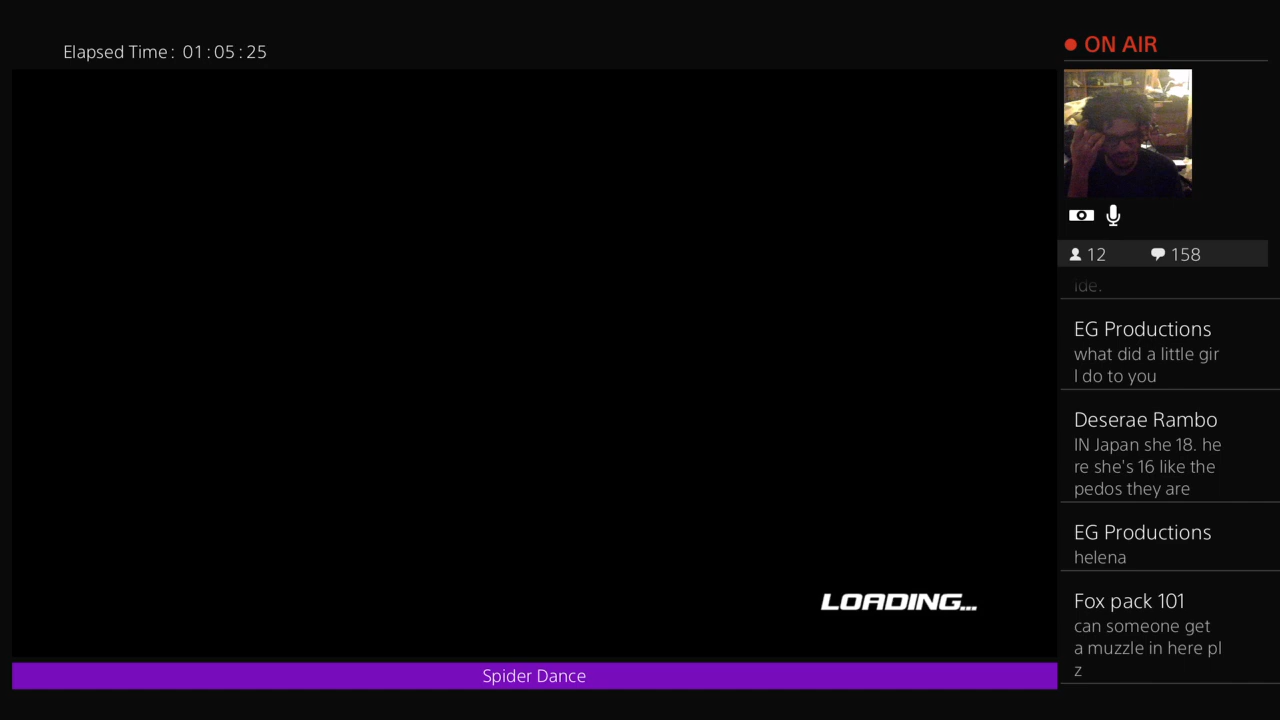 Elapsed Time: 01:05:25
ON AIR
12 158
ide.
EG Productions
what did a little gir
l do to you
Deserae Rambo
IN Japan she 18. he
re she's 16 like the
pedos they are
EG Productions
helena
Fox pack 101
can someone get
a muzzle in here pl
z
LOADING...
Spider Dance